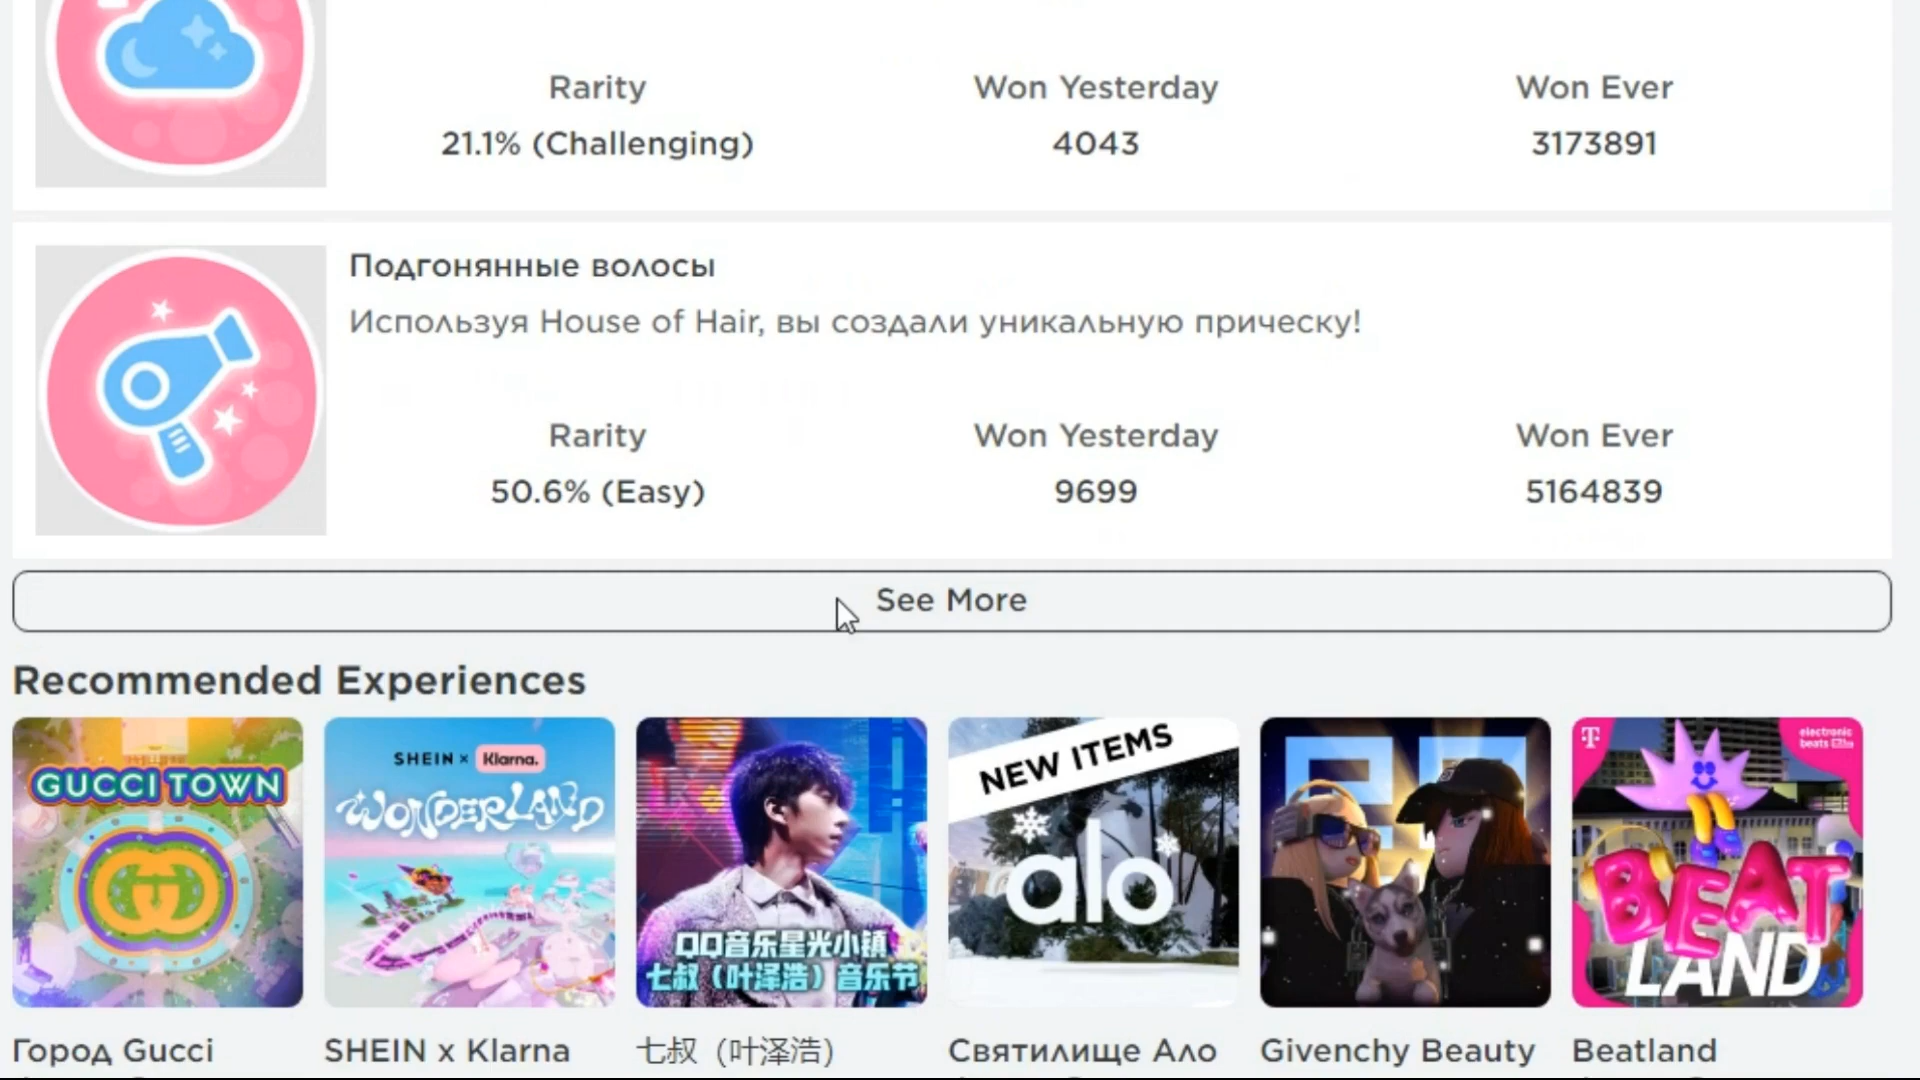 Rarity
Won Yesterday
Won Ever
21.1% (Challenging)
4043
3173891
Подгонянные волосы
Используя House of Hair, вы создали уникальную прическу!
Rarity
Won Yesterday
Won Ever
50.6% (Easy)
9699
5164839
See More
Recommended Experiences
GUCCI TOWN
SHEIN × Klarna.
WONDERLAND
QQ音乐星光小镇
七叔（叶泽浩）音乐节
NEW ITEMS
alo
T
electronic
beats
BEAT
LAND
Город Gucci
SHEIN x Klarna
七叔（叶泽浩）
Святилище Ало
Givenchy Beauty
Beatland